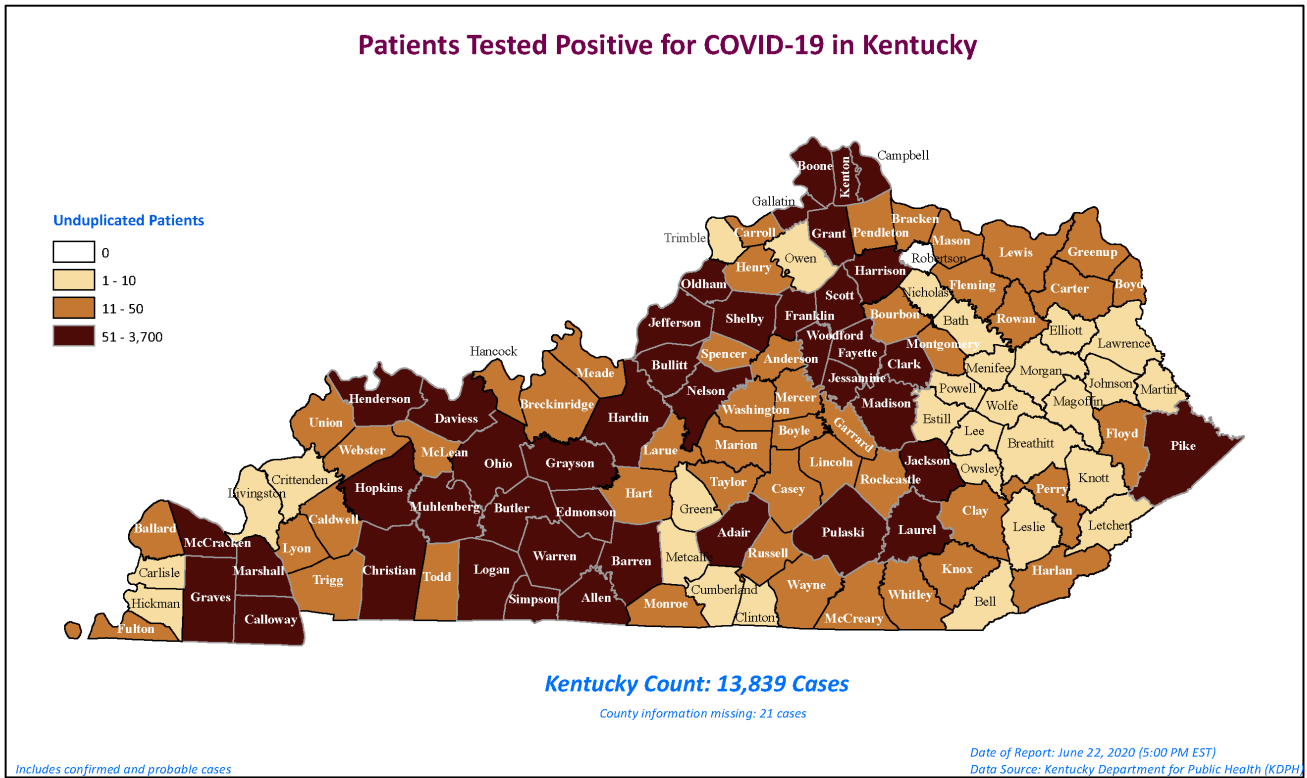 Patients Tested Positive for COVID-19 in Kentucky
Unduplicated Patients
0
1 - 10
11 - 50
51 - 3,700
Campbell
Boone
Kenton
Gallatin
Trimble
Carroll
Grant
Pendleton
Bracken
Mason
Lewis
Greenup
Owen
Robertson
Henry
Harrison
Oldham
Nicholas
Fleming
Carter
Boyd
Scott
Jefferson
Shelby
Franklin
Bourbon
Bath
Rowan
Elliott
Lawrence
Woodford
Montgomery
Hancock
Spencer
Anderson
Fayette
Clark
Menifee
Morgan
Meade
Bullitt
Jessamine
Powell
Magoffin
Johnson
Martin
Henderson
Breckinridge
Nelson
Mercer
Madison
Wolfe
Daviess
Hardin
Washington
Estill
Union
Boyle
Garrard
Lee
Floyd
Breathitt
Pike
Webster
McLean
Larue
Marion
Ohio
Grayson
Lincoln
Jackson
Owsley
Knott
Crittenden
Hopkins
Hart
Taylor
Casey
Rockcastle
Perry
Livingston
Muhlenberg
Butler
Edmonson
Green
Clay
Leslie
Letcher
Ballard
Caldwell
McCracken
Lyon
Adair
Pulaski
Laurel
Warren
Barren
Metcalfe
Russell
Carlisle
Marshall
Trigg
Christian
Todd
Logan
Knox
Harlan
Graves
Wayne
Hickman
Simpson
Allen
Monroe
Cumberland
Whitley
Bell
Calloway
Clinton
McCreary
Fulton
Kentucky Count: 13,839 Cases
County information missing: 21 cases
Date of Report: June 22, 2020 (5:00 PM EST)
Includes confirmed and probable cases
Data Source: Kentucky Department for Public Health (KDPH)